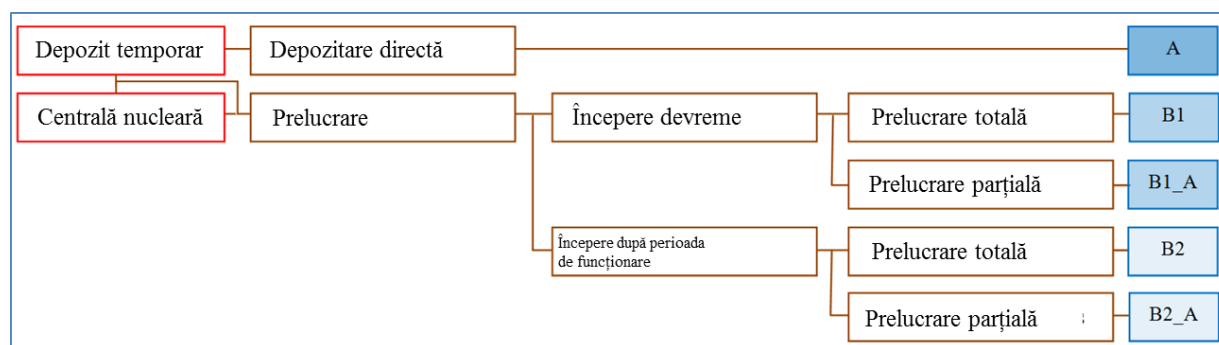 Depozit temporar
Depozitare directă
A
Centrală nucleară
Prelucrare
Începere devreme
Prelucrare totală
B1
Prelucrare parțială
B1_A
Începere după perioada
de funcționare
Prelucrare totală
B2
Prelucrare parțială
B2_A